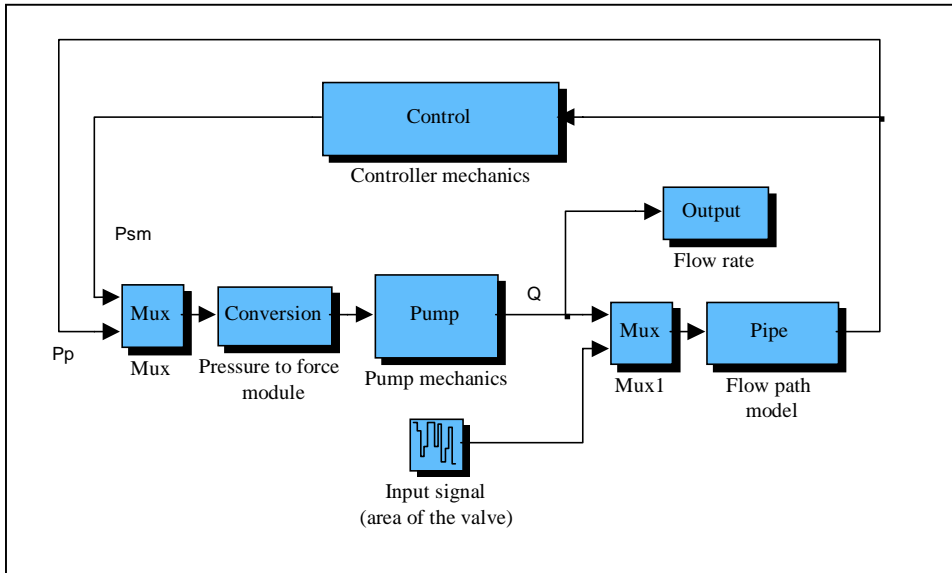 Control
Controller mechanics
Output
Flow rate
Psm
Q
Mux
Mux
Conversion
Pressure to force
module
Pump
Pump mechanics
Mux
Mux1
Pipe
Flow path
model
Pp
Input signal
(area of the valve)